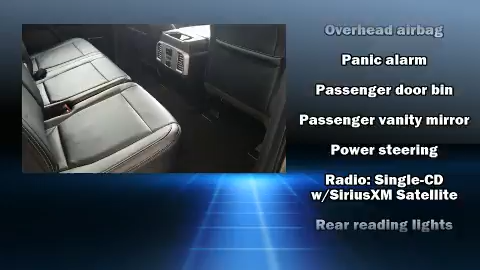 Overhead airbag
Panic alarm
Passenger door bin
Passenger vanity mirror
Power steering
Radio: Single-CD
w/SiriusXM Satellite
Rear reading lights